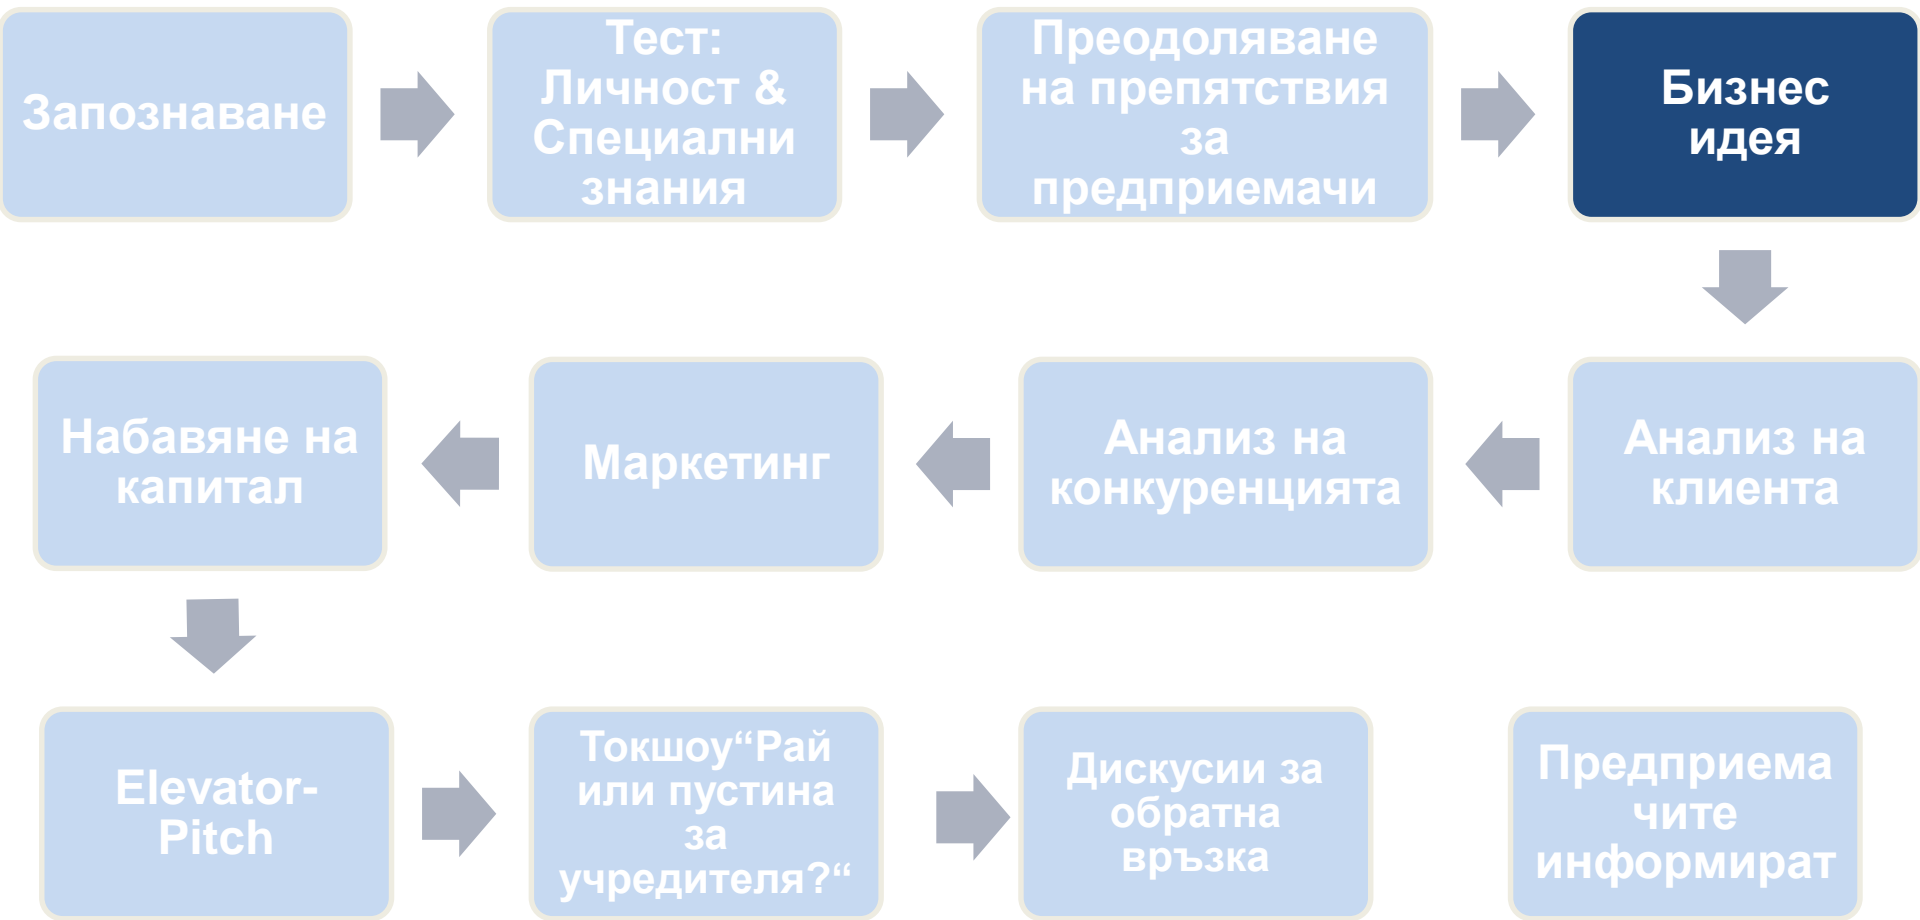 Запознаване
Тест:
Личност &
Специални
знания
Преодоляване
на препятствия
за
предприемачи
Бизнес
идея
Набавяне на
капитал
Маркетинг
Анализ на
конкуренцията
Анализ на
клиента
Elevator-
Pitch
Токшоу“Рай
или пустина
за
учредителя?“
Дискусии за
обратна
връзка
Предприема
чите
информират